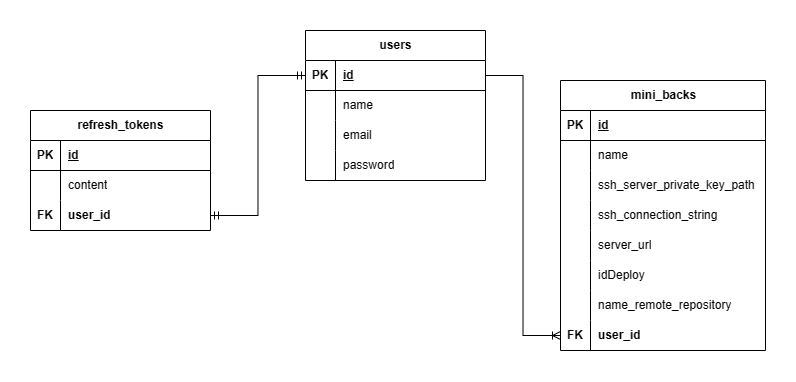 users
PK id
name
email
password
refresh_tokens
PK id
content
FK user_id
mini_backs
PK id
name
ssh_server_private_key_path
ssh_connection_string
server_url
idDeploy
name_remote_repository
FK user_id